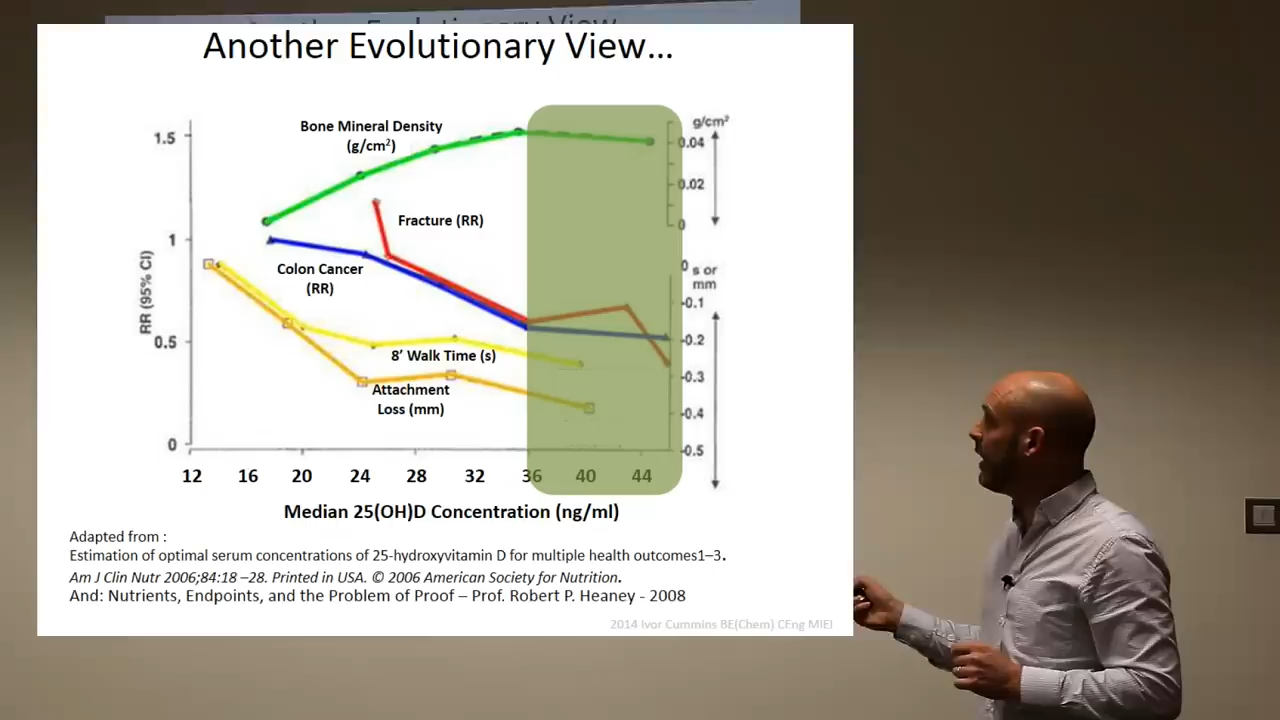 Another Evolutionary View...
Another Evolutionary View…
Bone Mineral Density
(g/cm²)
Fracture (RR)
Colon Cancer
(RR)
8’ Walk Time (s)
Attachment
Loss (mm)
RR (95% CI)
1.5
1
0.5
0
g/cm²
0.04
0.02
0
0
s or
mm
-0.1
-0.2
-0.3
-0.4
-0.5
12 16 20 24 28 32 36 40 44
Median 25(OH)D Concentration (ng/ml)
Adapted from :
Estimation of optimal serum concentrations of 25-hydroxyvitamin D for multiple health outcomes1–3.
Am J Clin Nutr 2006;84:18 –28. Printed in USA. © 2006 American Society for Nutrition.
And: Nutrients, Endpoints, and the Problem of Proof – Prof. Robert P. Heaney - 2008
2014 Ivor Cummins BE(Chem) CEng MIEI